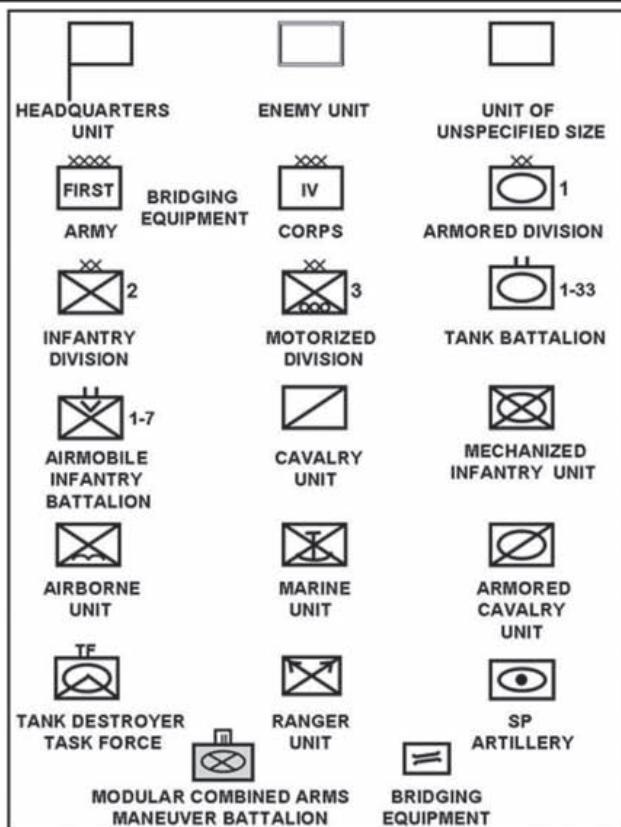 HEADQUARTERS
UNIT
ENEMY UNIT
UNIT OF
UNSPECIFIED SIZE
XXXX
FIRST
ARMY
BRIDGING
EQUIPMENT
XXX
IV
CORPS
XX
1
ARMORED DIVISION
XX
2
INFANTRY
DIVISION
XX
3
MOTORIZED
DIVISION
II
1-33
TANK BATTALION
II
1-7
AIRMOBILE
INFANTRY
BATTALION
CAVALRY
UNIT
MECHANIZED
INFANTRY UNIT
AIRBORNE
UNIT
MARINE
UNIT
ARMORED
CAVALRY
UNIT
TF
TANK DESTROYER
TASK FORCE
RANGER
UNIT
SP
ARTILLERY
II
MODULAR COMBINED ARMS
MANEUVER BATTALION
BRIDGING
EQUIPMENT